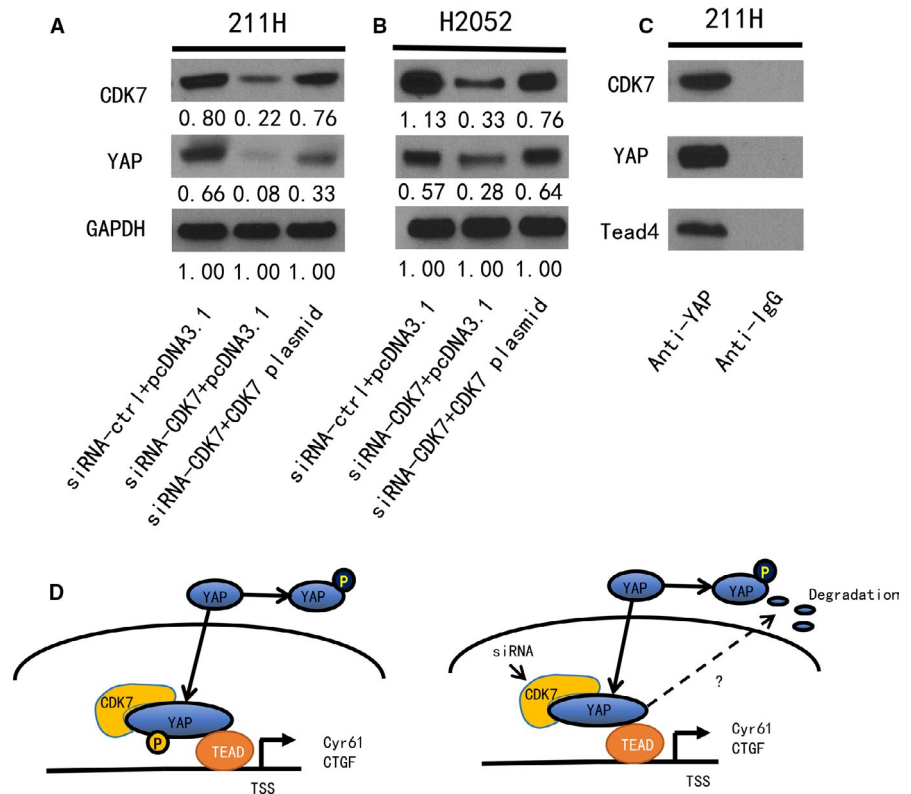 A
211H
CDK7
0.80 0.22 0.76
YAP
0.66 0.08 0.33
GAPDH
1.00 1.00 1.00
siRNA-ctrl+pcDNA3.1
siRNA-CDK7+pcDNA3.1
siRNA-CDK7+CDK7 plasmid
B
H2052
1.13 0.33 0.76
0.57 0.28 0.64
1.00 1.00 1.00
siRNA-ctrl+pcDNA3.1
siRNA-CDK7+pcDNA3.1
siRNA-CDK7+CDK7 plasmid
C
211H
CDK7
YAP
Tead4
Anti-YAP
Anti-IgG
D
YAP
YAP
P
CDK7
YAP
P
TEAD
Cyr61
CTGF
TSS
YAP
YAP
P
Degradation
siRNA
?
CDK7
YAP
TEAD
Cyr61
CTGF
TSS